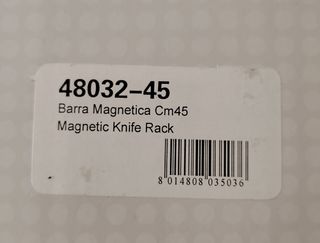 48032-45
Barra Magnetica Cm45
Magnetic Knife Rack
8 014808 035036